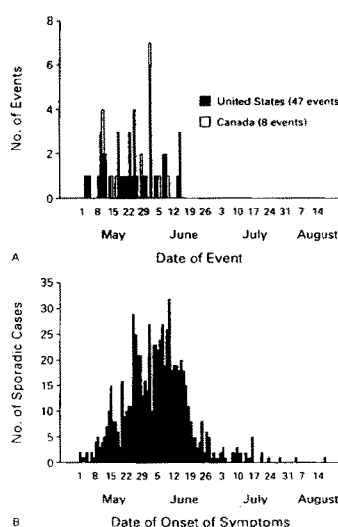 8
6
4
2
0
No. of Events
United States (47 events
Canada (8 events)
1 8 15 22 29 5 12 19 26 3 10 17 24 31 7 14
May June July August
A Date of Event
35
30
25
20
15
10
5
0
No. of Sporadic Cases
1 8 15 22 29 5 12 19 26 3 10 17 24 31 7 14
May June July August
B Date of Onset of Symptoms